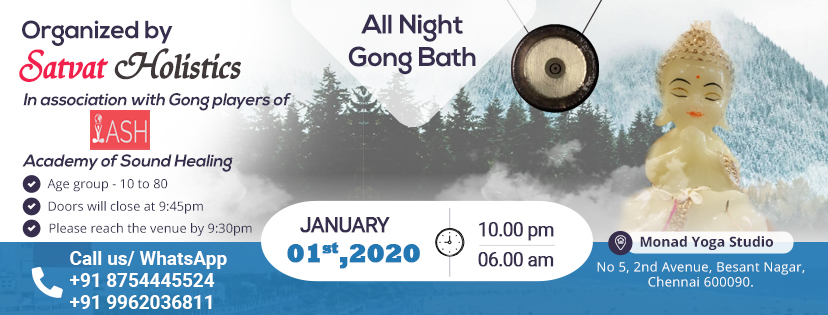 Organized by
Satvat Holistics
In association with Gong players of
IASH
Academy of Sound Healing
Age group - 10 to 80
Doors will close at 9:45pm
Please reach the venue by 9:30pm
Call us/ WhatsApp
+91 8754445524
+91 9962036811
All Night
Gong Bath
JANUARY
01st,2020
10.00 pm
06.00 am
Monad Yoga Studio
No 5, 2nd Avenue, Besant Nagar,
Chennai 600090.